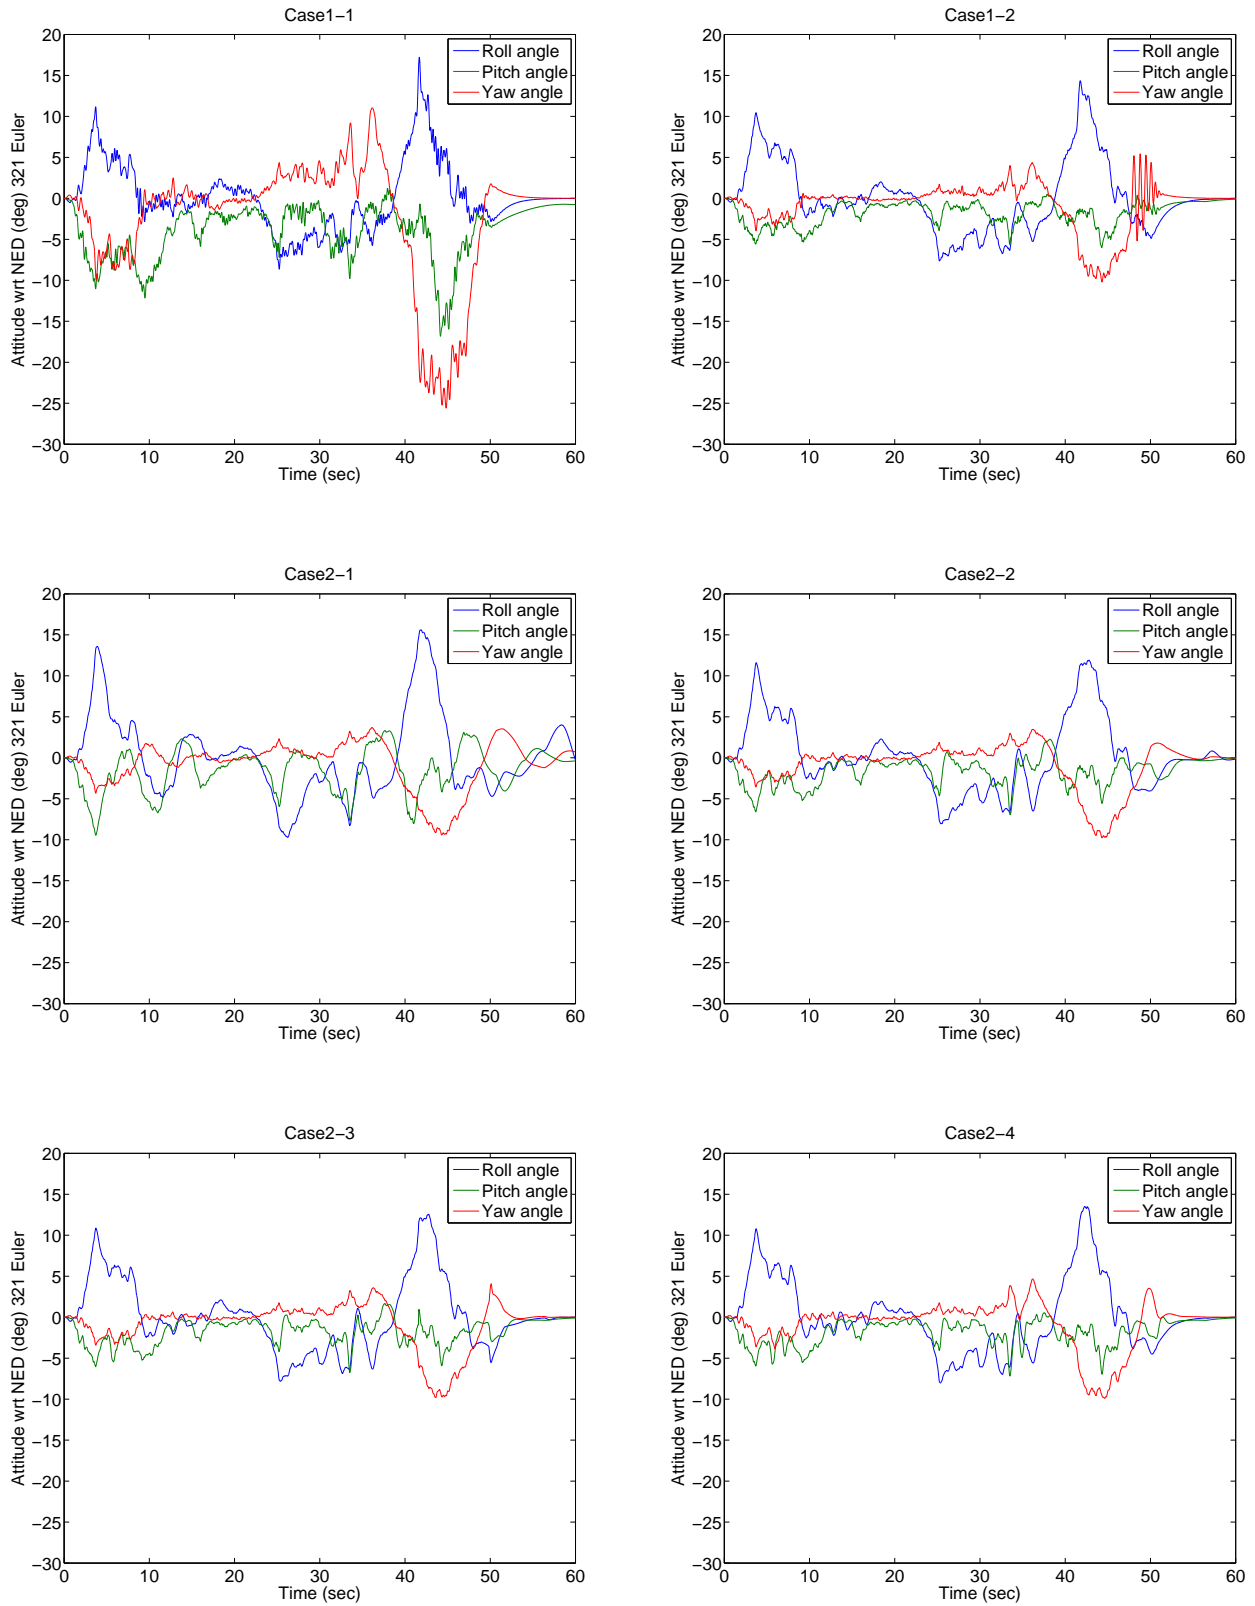 Case1−1
20
15
10
5
0
−5
−10
−15
−20
−25
−30
0 10 20 30 40 50 60
Time (sec)
Attitude wrt NED (deg) 321 Euler
Roll angle
Pitch angle
Yaw angle
Case1−2
20
15
10
5
0
−5
−10
−15
−20
−25
−30
0 10 20 30 40 50 60
Time (sec)
Attitude wrt NED (deg) 321 Euler
Roll angle
Pitch angle
Yaw angle
Case2−1
20
15
10
5
0
−5
−10
−15
−20
−25
−30
0 10 20 30 40 50 60
Time (sec)
Attitude wrt NED (deg) 321 Euler
Roll angle
Pitch angle
Yaw angle
Case2−2
20
15
10
5
0
−5
−10
−15
−20
−25
−30
0 10 20 30 40 50 60
Time (sec)
Attitude wrt NED (deg) 321 Euler
Roll angle
Pitch angle
Yaw angle
Case2−3
20
15
10
5
0
−5
−10
−15
−20
−25
−30
0 10 20 30 40 50 60
Time (sec)
Attitude wrt NED (deg) 321 Euler
Roll angle
Pitch angle
Yaw angle
Case2−4
20
15
10
5
0
−5
−10
−15
−20
−25
−30
0 10 20 30 40 50 60
Time (sec)
Attitude wrt NED (deg) 321 Euler
Roll angle
Pitch angle
Yaw angle